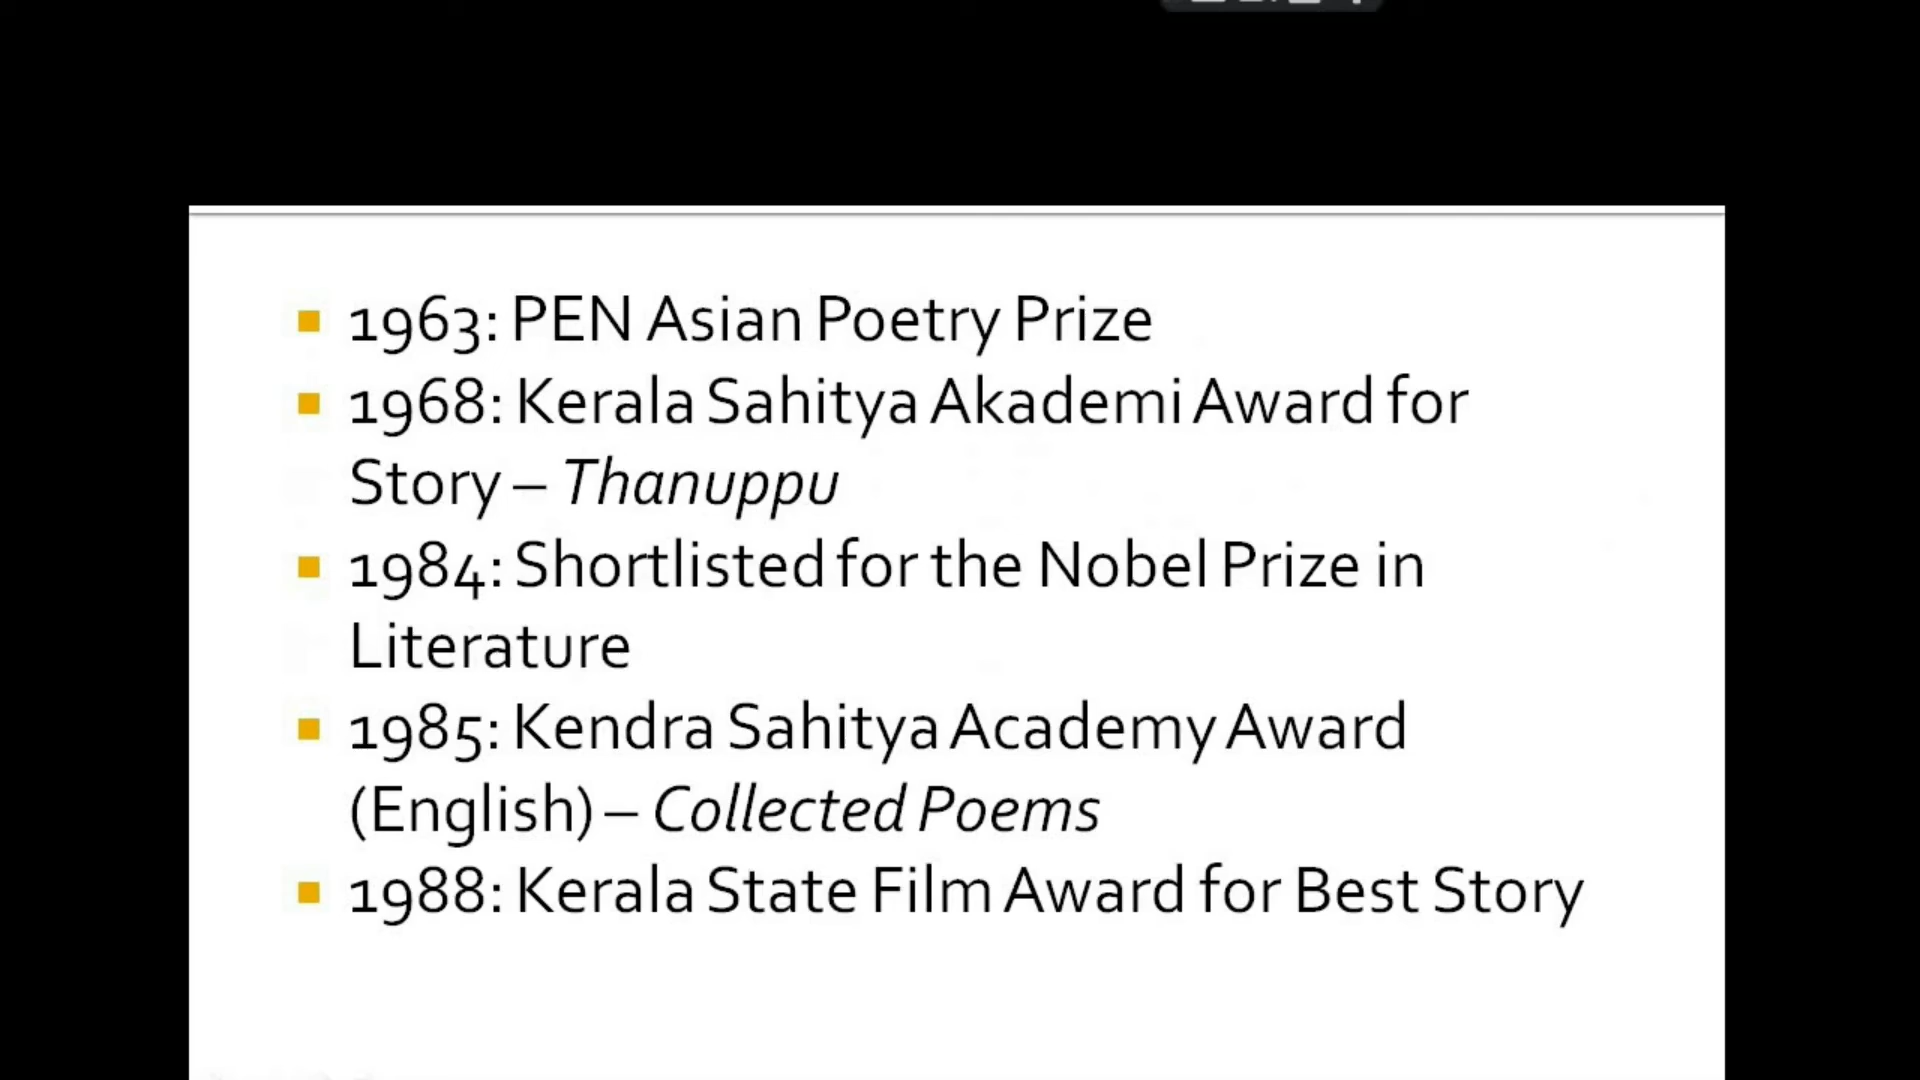 1963: PEN Asian Poetry Prize
1968: Kerala Sahitya Akademi Award for
Story – Thanuppu
1984: Shortlisted for the Nobel Prize in
Literature
1985: Kendra Sahitya Academy Award
(English) – Collected Poems
1988: Kerala State Film Award for Best Story